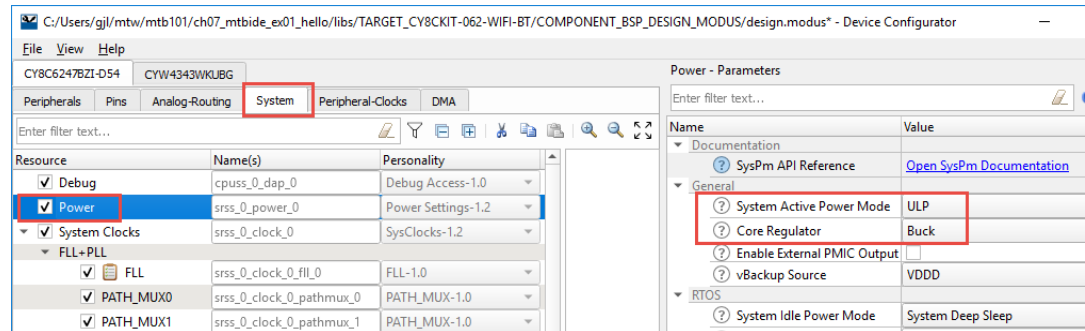 C:/Users/gjl/mtw/mtb101/ch07_mtbide_ex01_hello/libs/TARGET_CY8CKIT-062-WIFI-BT/COMPONENT_BSP_DESIGN_MODUS/design.modus* - Device Configurator
File View Help
CY8C6247BZI-D54 CYW4343WKUBG
Peripherals Pins Analog-Routing System Peripheral-Clocks DMA
Enter filter text...
Resource Name(s) Personality
Debug cpuss_0_dap_0 Debug Access-1.0
Power srss_0_power_0 Power Settings-1.2
System Clocks srss_0_clock_0 SysClocks-1.2
FLL+PLL
FLL srss_0_clock_0_fll_0 FLL-1.0
PATH_MUX0 srss_0_clock_0_pathmux_0 PATH_MUX-1.0
PATH_MUX1 srss_0_clock_0_pathmux_1 PATH_MUX-1.0
Power - Parameters
Enter filter text...
Name Value
Documentation
? SysPm API Reference Open SysPm Documentation
General
? System Active Power Mode ULP
? Core Regulator Buck
? Enable External PMIC Output
? vBackup Source VDDD
RTOS
? System Idle Power Mode System Deep Sleep